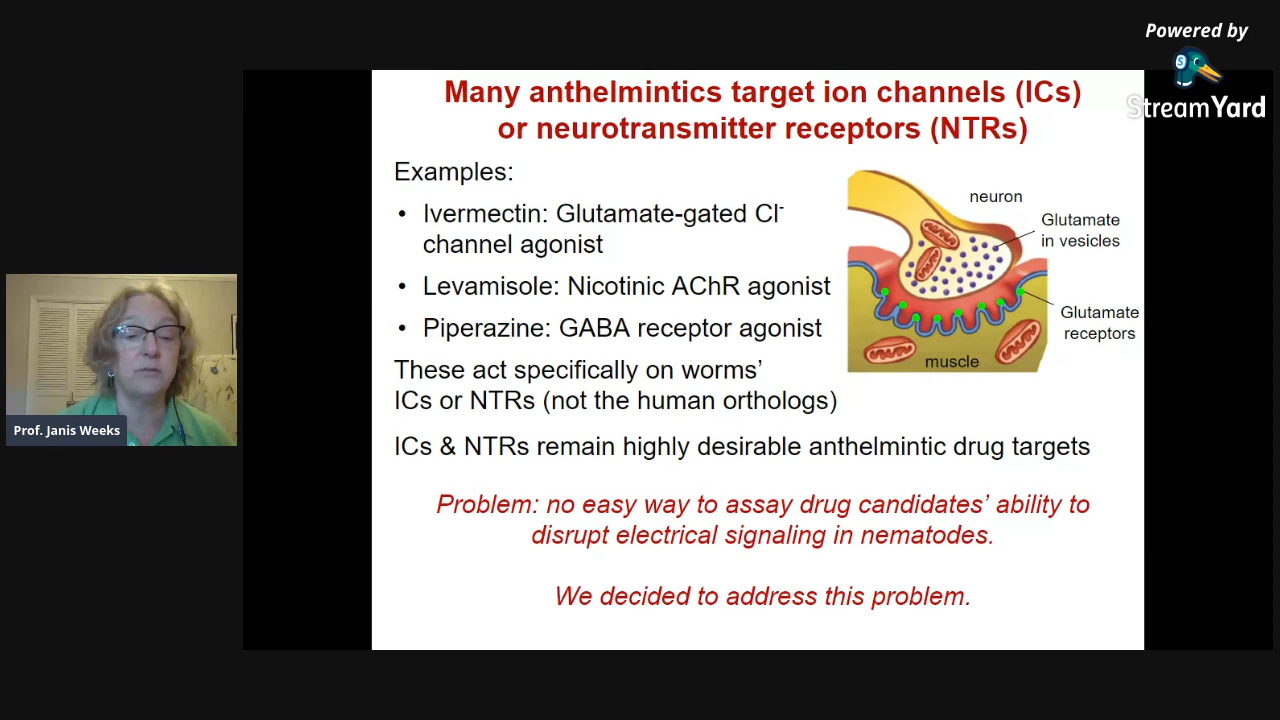 Powered by
StreamYard
Many anthelmintics target ion channels (ICs)
or neurotransmitter receptors (NTRs)
Examples:
• Ivermectin: Glutamate-gated Cl-
channel agonist
• Levamisole: Nicotinic AChR agonist
• Piperazine: GABA receptor agonist
These act specifically on worms’
ICs or NTRs (not the human orthologs)
neuron
Glutamate
in vesicles
Glutamate
receptors
muscle
ICs & NTRs remain highly desirable anthelmintic drug targets
Problem: no easy way to assay drug candidates’ ability to
disrupt electrical signaling in nematodes.
We decided to address this problem.
Prof. Janis Weeks